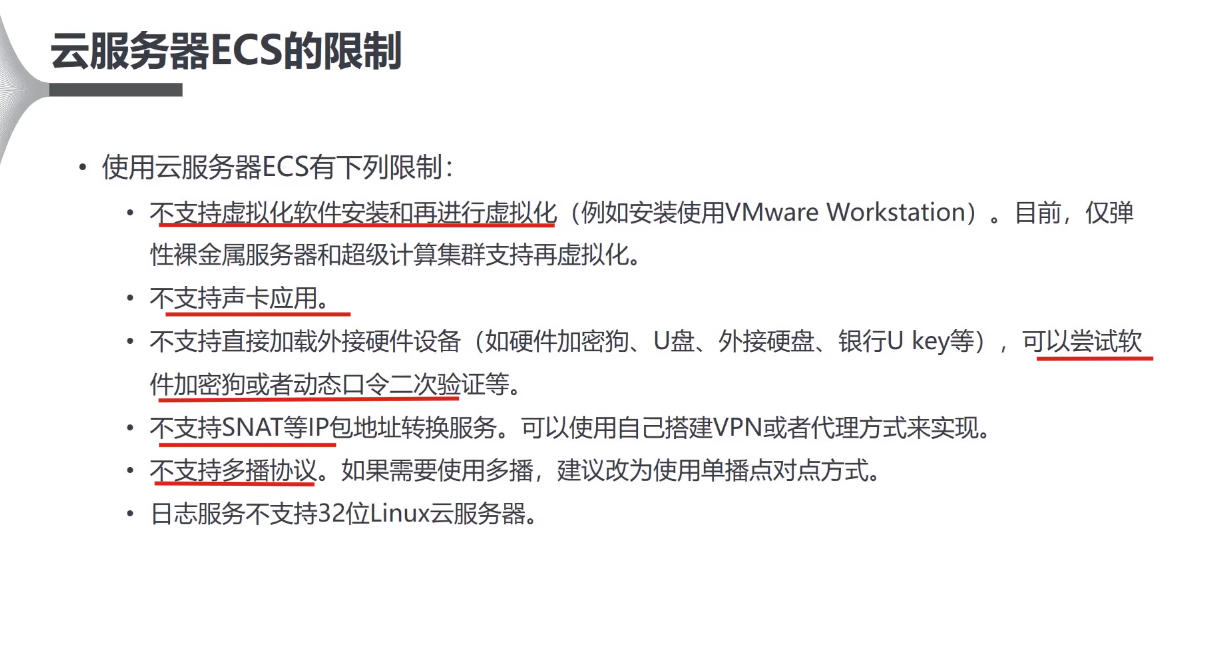 云服务器ECS的限制
• 使用云服务器ECS有下列限制：
• 不支持虚拟化软件安装和再进行虚拟化（例如安装使用VMware Workstation）。目前，仅弹
性裸金属服务器和超级计算集群支持再虚拟化。
• 不支持声卡应用。
• 不支持直接加载外接硬件设备（如硬件加密狗、U盘、外接硬盘、银行U key等），可以尝试软
件加密狗或者动态口令二次验证等。
• 不支持SNAT等IP包地址转换服务。可以使用自己搭建VPN或者代理方式来实现。
• 不支持多播协议。如果需要使用多播，建议改为使用单播点对点方式。
• 日志服务不支持32位Linux云服务器。